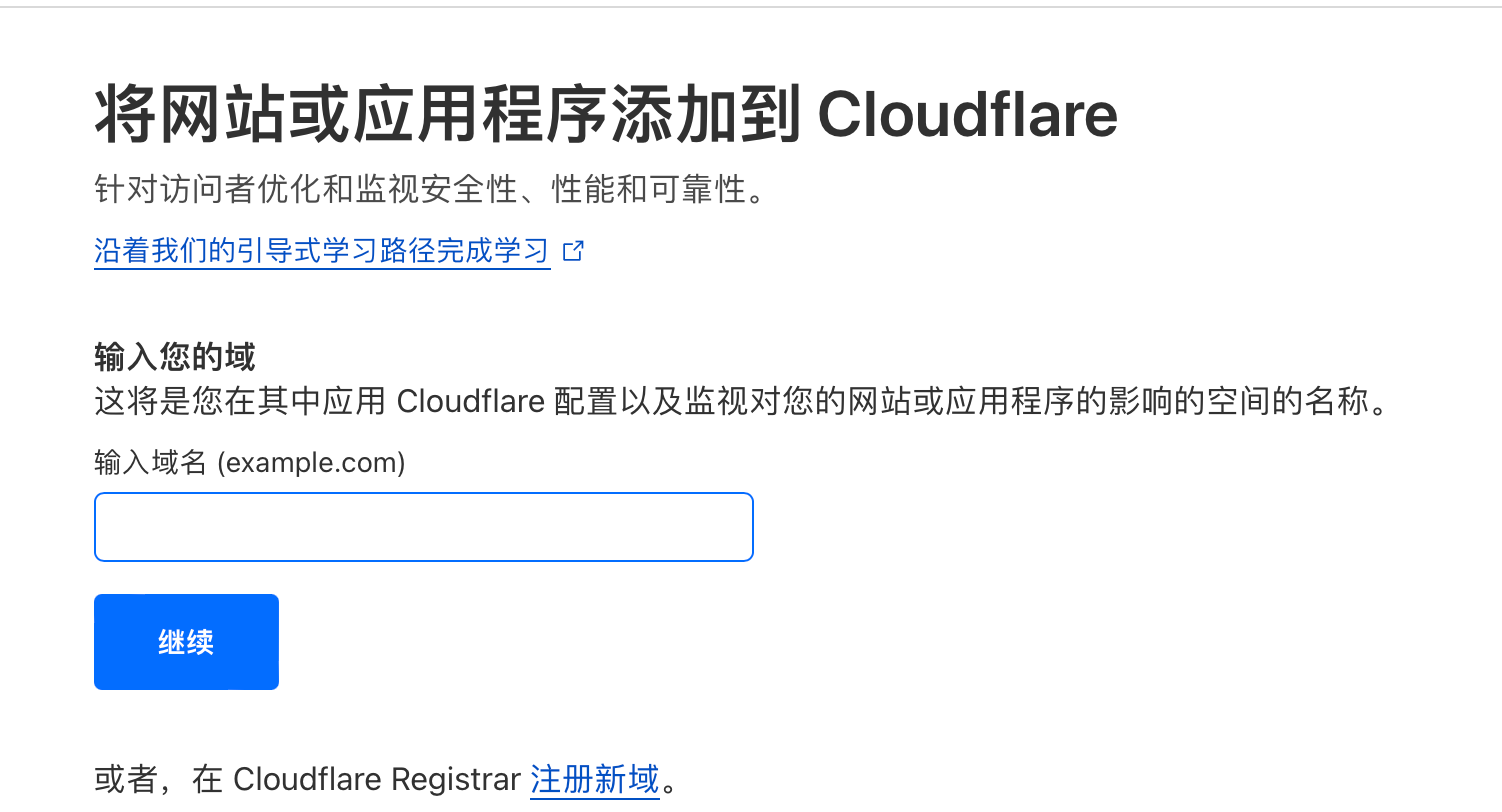 将网站或应用程序添加到 Cloudflare
针对访问者优化和监视安全性、性能和可靠性。
沿着我们的引导式学习路径完成学习
输入您的域
这将是您在其中应用 Cloudflare 配置以及监视对您的网站或应用程序的影响的空间的名称。
输入域名 (example.com)
继续
或者，在 Cloudflare Registrar 注册新域。